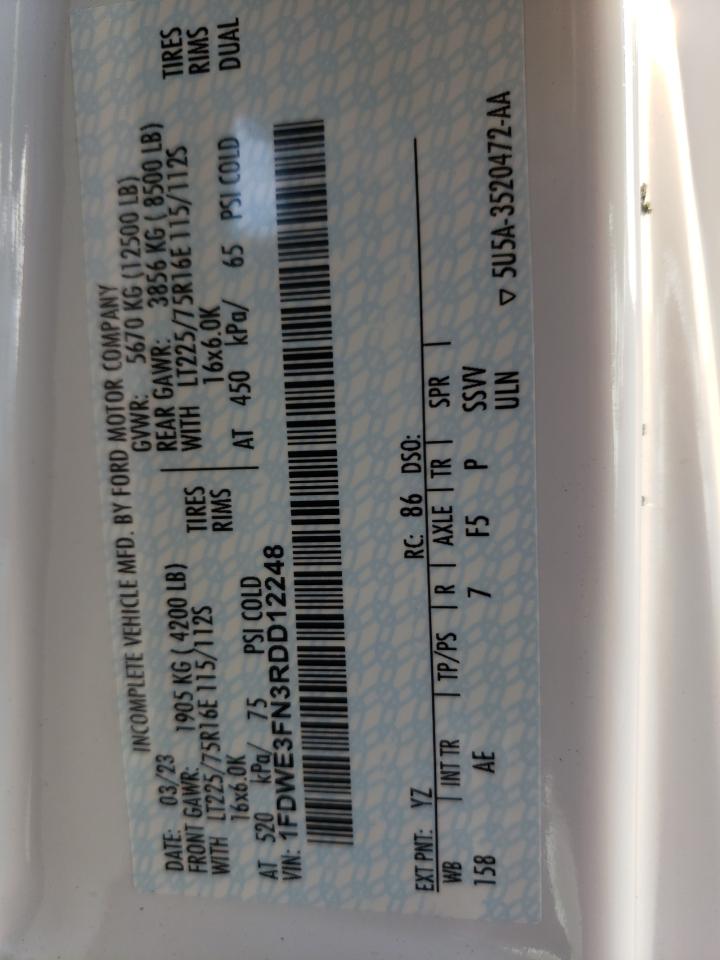 INCOMPLETE VEHICLE MFD. BY FORD MOTOR COMPANY
DATE: 03/23 GVWR: 5670 KG (12500 LB)
FRONT GAWR: 1905 KG ( 4200 LB) REAR GAWR: 3856 KG ( 8500 LB)
WITH LT225/75R16E 115/112S TIRES WITH LT225/75R16E 115/112S TIRES
16x6.0K RIMS 16x6.0K RIMS
AT 520 kPa/ 75 PSI COLD AT 450 kPa/ 65 PSI COLD DUAL
VIN: 1FDWE3FN3RDD12248
EXT PNT: YZ RC: 86 DSO:
WB INT TR TP/PS R AXLE TR SPR
158 AE 7 F5 P SSVV
ULN
▽ 5U5A-3520472-AA